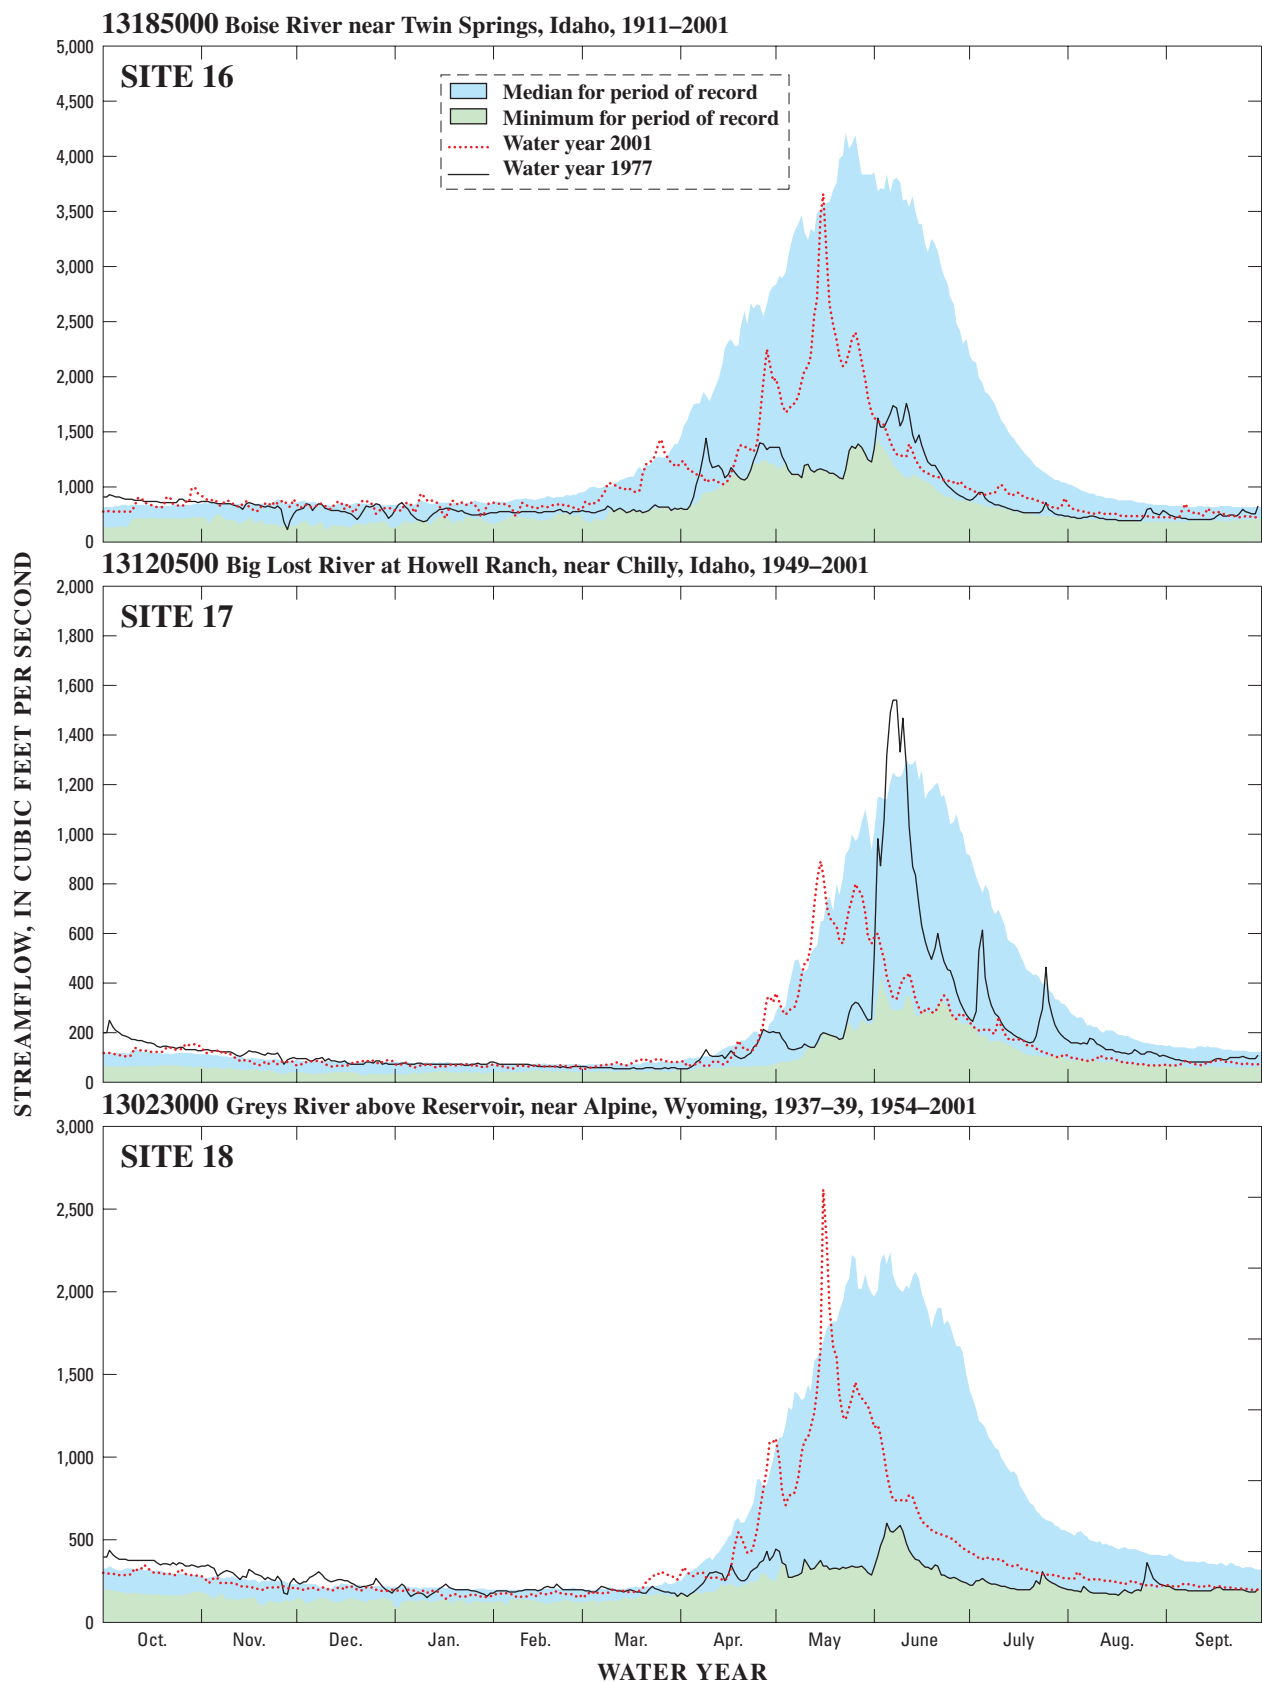 13185000 Boise River near Twin Springs, Idaho, 1911–2001
SITE 16
5,000
4,500
4,000
3,500
3,000
2,500
2,000
1,500
1,000
500
0
Median for period of record
Minimum for period of record
Water year 2001
Water year 1977
13120500 Big Lost River at Howell Ranch, near Chilly, Idaho, 1949–2001
SITE 17
2,000
1,800
1,600
1,400
1,200
1,000
800
600
400
200
0
STREAMFLOW, IN CUBIC FEET PER SECOND
13023000 Greys River above Reservoir, near Alpine, Wyoming, 1937–39, 1954–2001
SITE 18
3,000
2,500
2,000
1,500
1,000
500
0
Oct. Nov. Dec. Jan. Feb. Mar. Apr. May June July Aug. Sept.
WATER YEAR